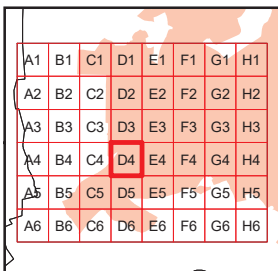 A1 B1 C1 D1 E1 F1 G1 H1
A2 B2 C2 D2 E2 F2 G2 H2
A3 B3 C3 D3 E3 F3 G3 H3
A4 B4 C4 D4 E4 F4 G4 H4
A5 B5 C5 D5 E5 F5 G5 H5
A6 B6 C6 D6 E6 F6 G6 H6